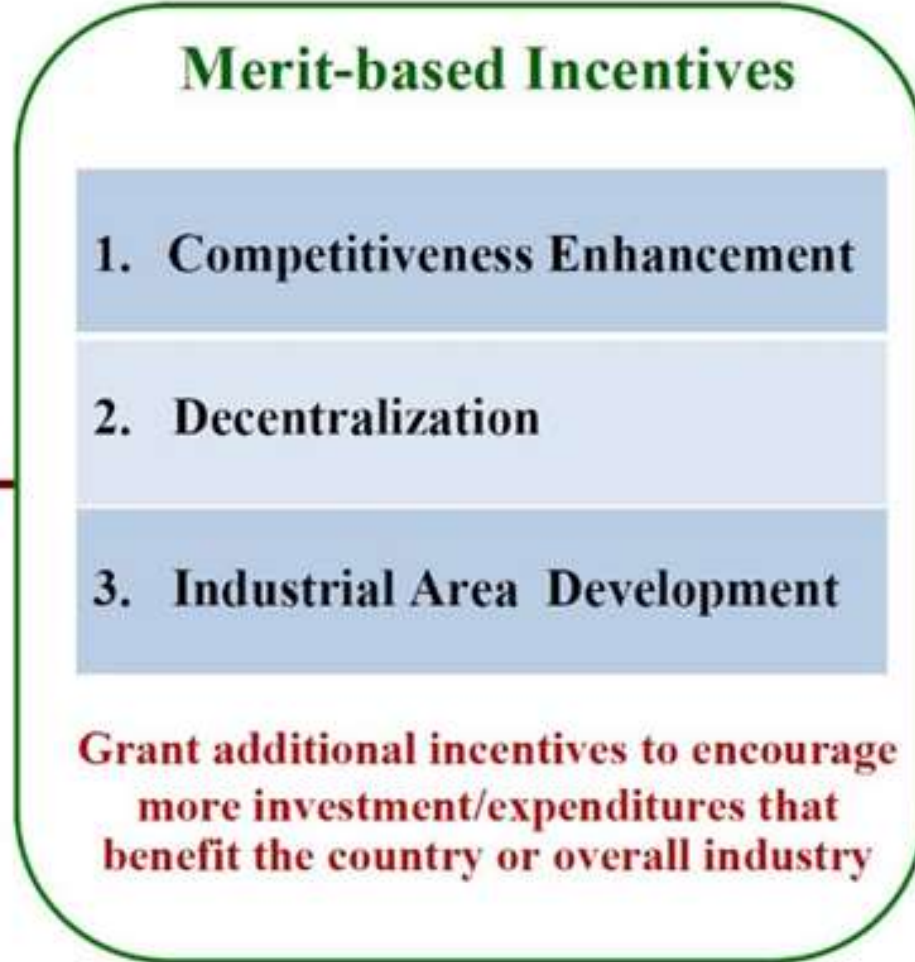 Merit-based Incentives
1. Competitiveness Enhancement
2. Decentralization
3. Industrial Area Development
Grant additional incentives to encourage
more investment/expenditures that
benefit the country or overall industry